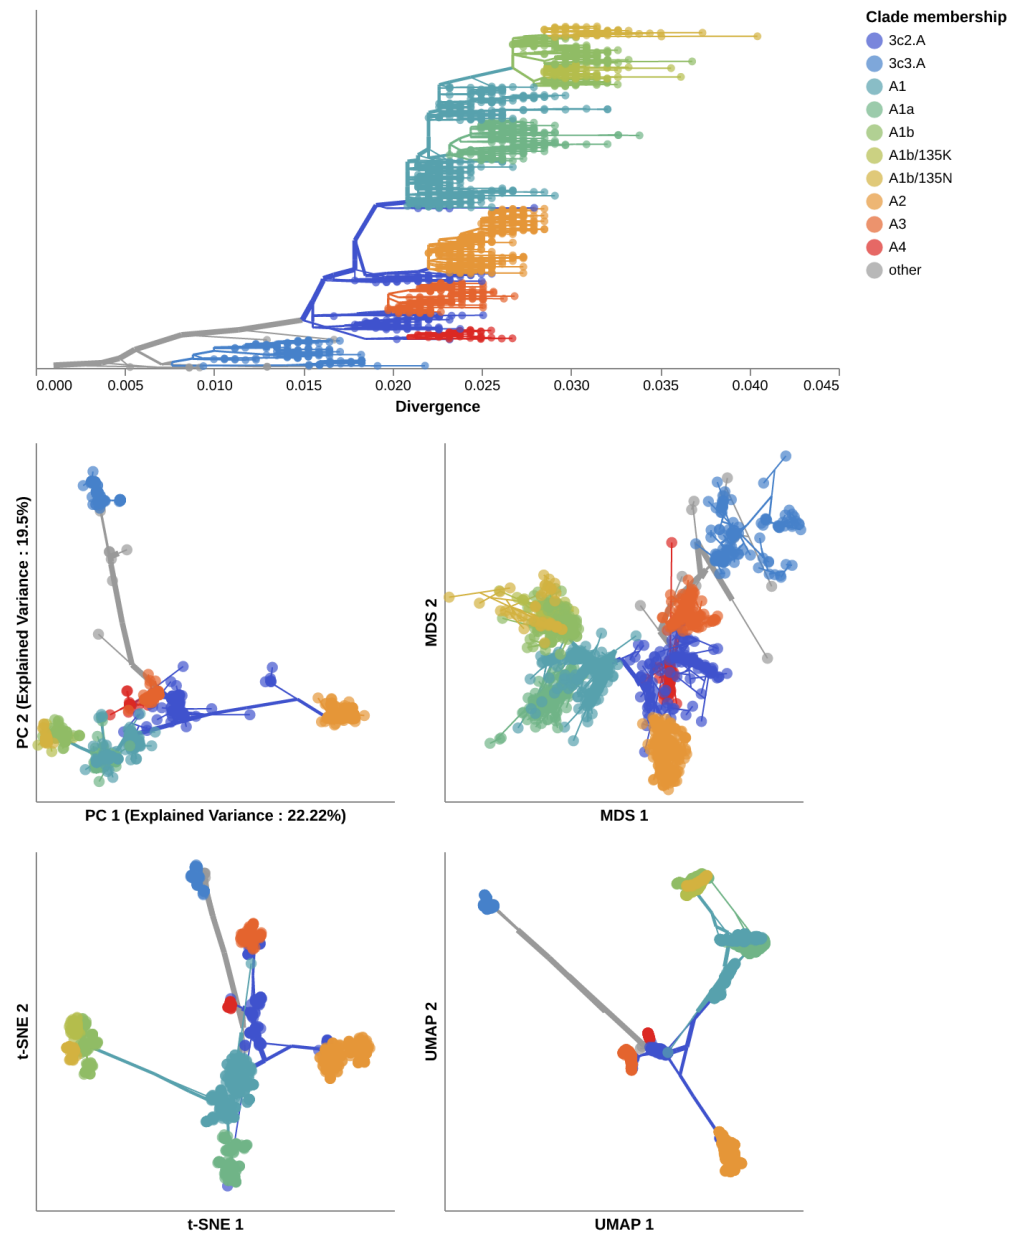 Clade membership
3c2.A
3c3.A
A1
A1a
A1b
A1b/135K
A1b/135N
A2
A3
A4
other
0.000 0.005 0.010 0.015 0.020 0.025 0.030 0.035 0.040 0.045
Divergence
PC 2 (Explained Variance : 19.5%)
PC 1 (Explained Variance : 22.22%)
MDS 2
MDS 1
t-SNE 2
t-SNE 1
UMAP 2
UMAP 1